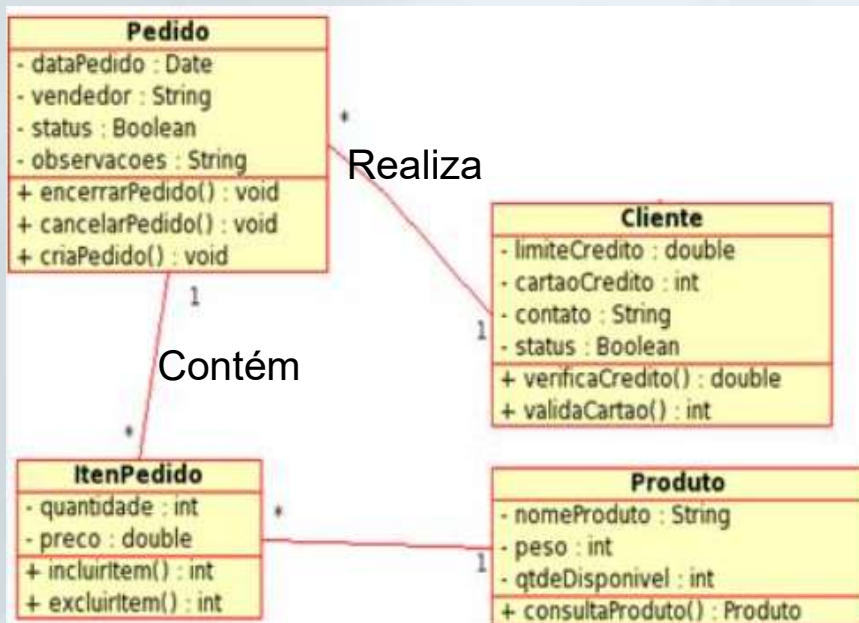 Pedido
- dataPedido : Date
- vendedor : String
- status : Boolean
- observacoes : String
+ encerrarPedido() : void
+ cancelarPedido() : void
+ criaPedido() : void
*
Realiza
1
Cliente
- limiteCredito : double
- cartaoCredito : int
- contato : String
- status : Boolean
+ verificaCredito() : double
+ validaCartao() : int
1
Contém
*
ItenPedido
- quantidade : int
- preco : double
+ incluirItem() : int
+ excluirItem() : int
*
1
Produto
- nomeProduto : String
- peso : int
- qtdeDisponivel : int
+ consultaProduto() : Produto